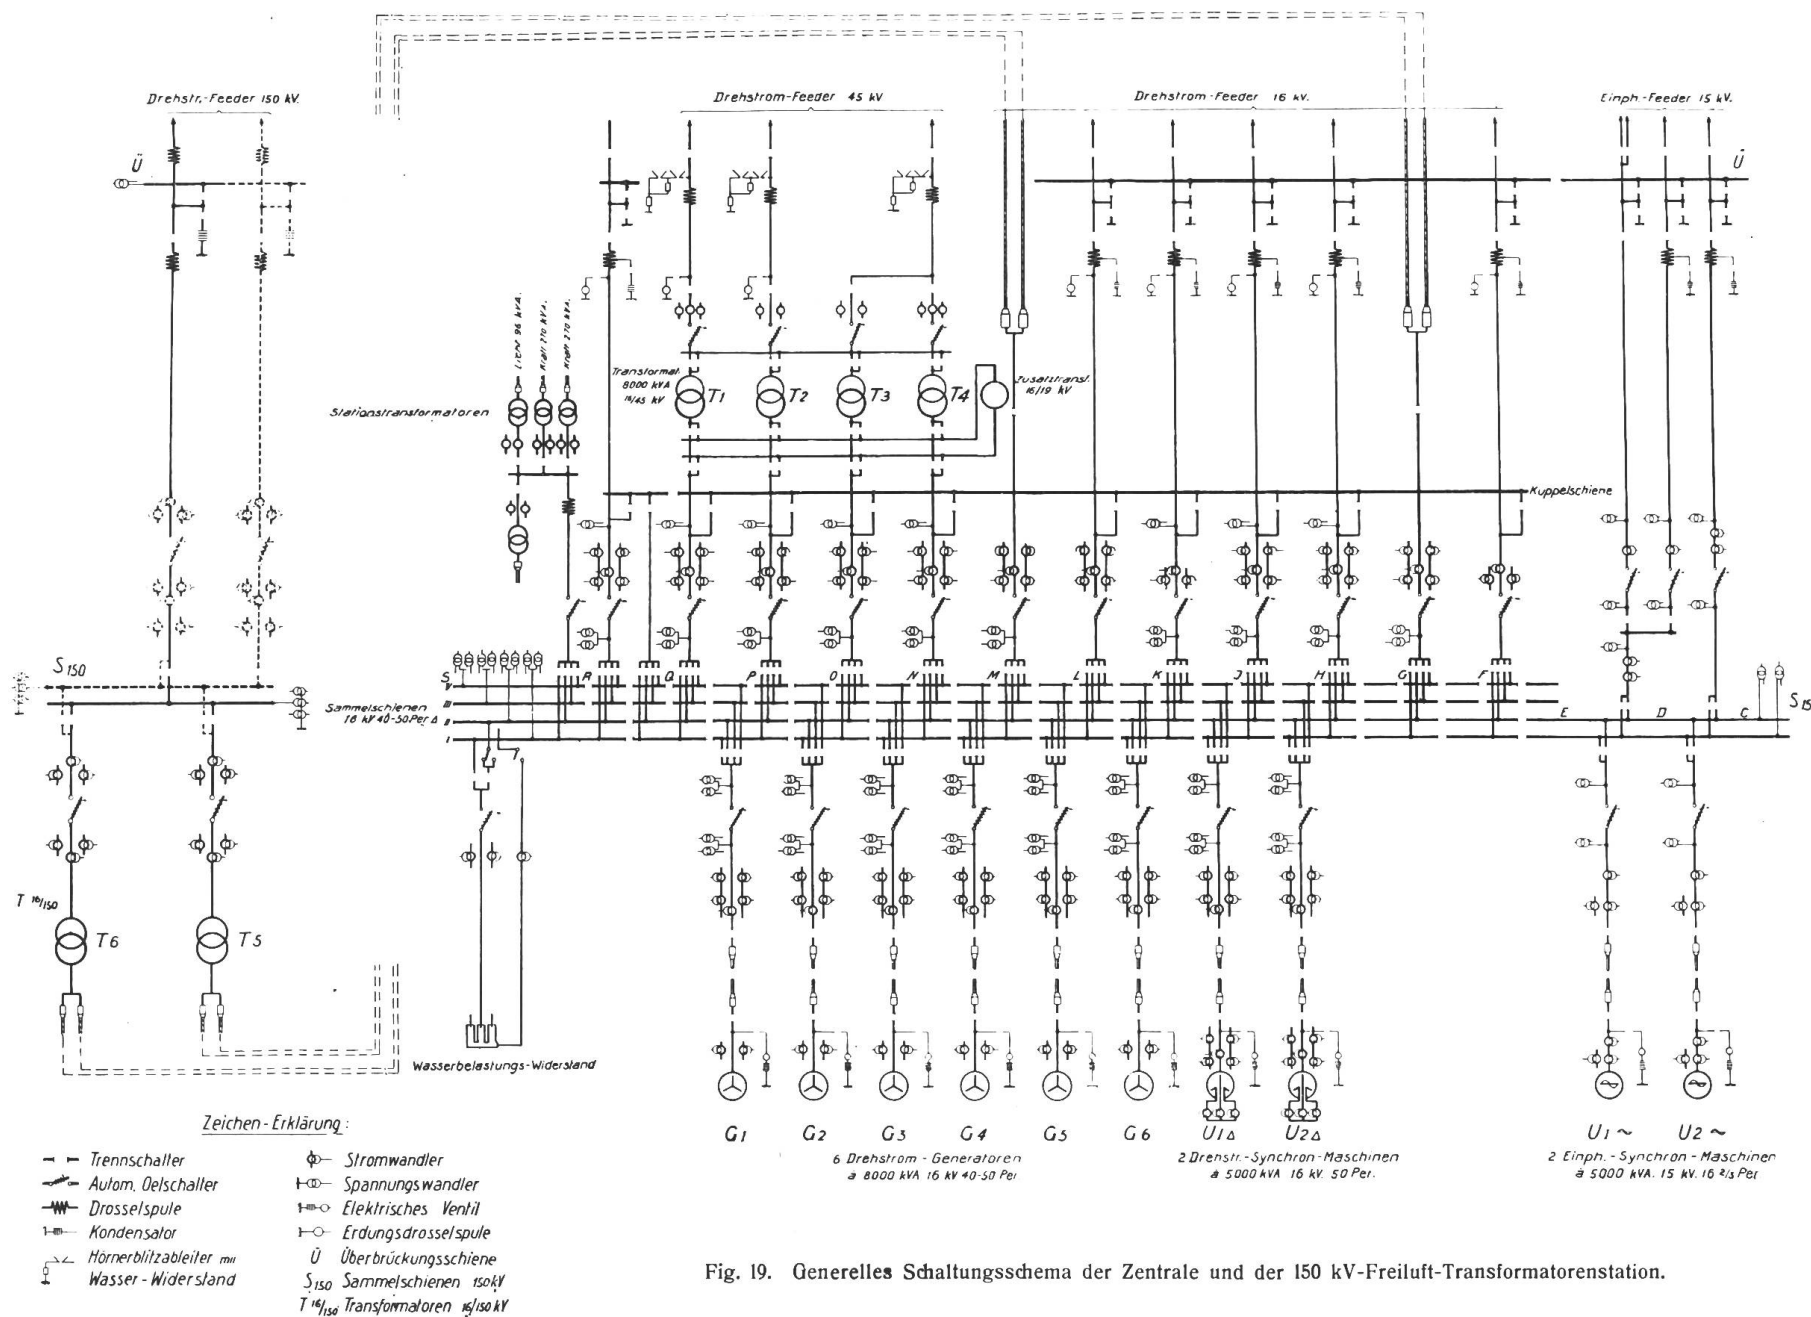 Drehstr.-Feeder 150 kV.
Drehstrom-Feeder 45 kV
Drehstrom-Feeder 16 kV.
Einph.-Feeder 15 kV.
Ü
Ü
Licht 96 kVA.
Kraft 270 kVA.
Kraft 270 kVA.
Stationstransformatoren
Transformat.
8000 kVA
16/45 kV
T1
T2
T3
T4
Zusatztransf.
16/19 kV
Kuppelschiene
S150
Sammelschienen
16 kV 40-50 Per Δ
S
R
Q
P
O
N
M
L
K
J
H
G
F
E
D
C
S15
T 16/150
T6
T5
Wasserbelastungs-Widerstand
G1
G2
G3
G4
G5
G6
U1Δ
U2Δ
U1 ~
U2 ~
6 Drehstrom - Generatoren
à 8000 kVA 16 kV 40-50 Per
2 Drehstr.-Synchron-Maschinen
à 5000 kVA 16 kV. 50 Per.
2 Einph.-Synchron-Maschinen
à 5000 kVA. 15 kV. 16 2/3 Per
Zeichen-Erklärung:
Trennschalter
Autom. Oelschalter
Drosselspule
Kondensator
Hörnerblitzableiter mit
Wasser-Widerstand
Stromwandler
Spannungswandler
Elektrisches Ventil
Erdungsdrosselspule
Ü Überbrückungsschiene
S150 Sammelschienen 150kV
T 16/150 Transformatoren 16/150 kV
Fig. 19. Generelles Schaltungsschema der Zentrale und der 150 kV-Freiluft-Transformatorenstation.